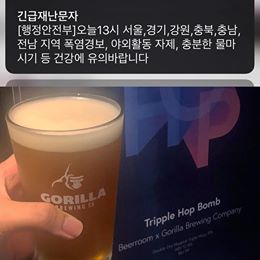 긴급재난문자
[행정안전부]오늘13시 서울,경기,강원,충북,충남,
전남 지역 폭염경보, 야외활동 자제, 충분한 물마
시기 등 건강에 유의바랍니다
HOP
GORILLA
BREWING CO
Tripple Hop Bomb
Beerroom x Gorilla Brewing Company